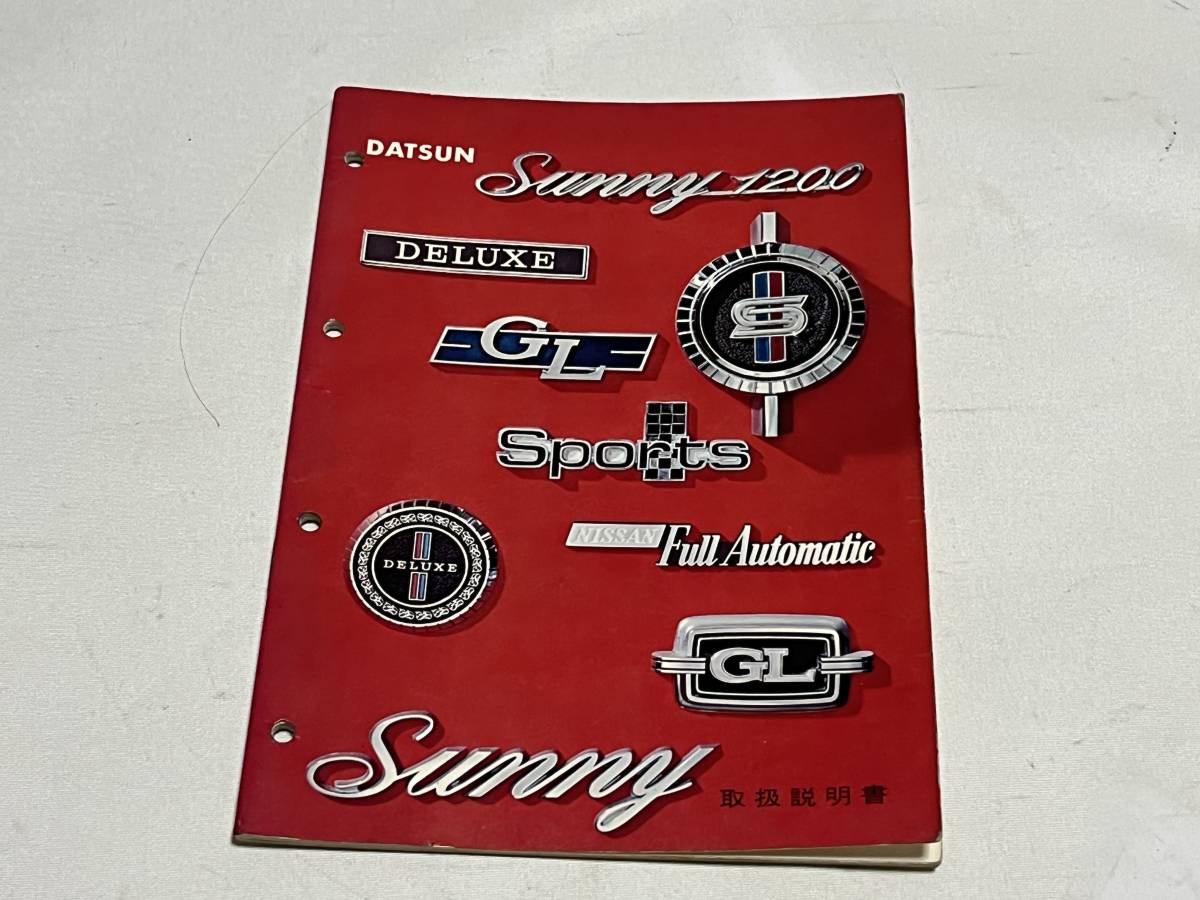 DATSUN
Sunny 1200
DELUXE
S
GL
Sports
NISSAN Full Automatic
DELUXE
GL
Sunny
取扱説明書